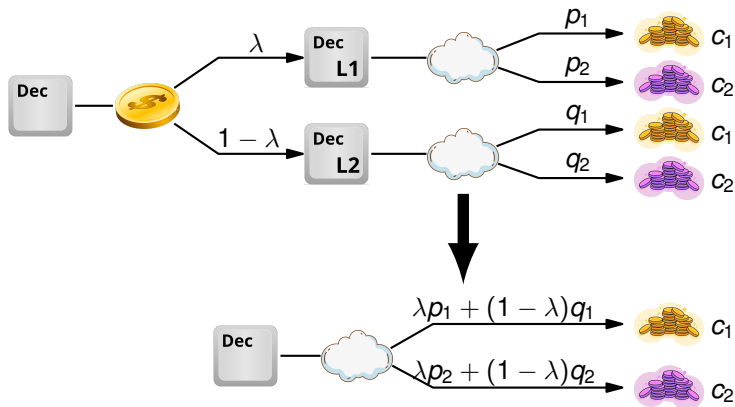 Dec
$
λ
1 − λ
Dec
L1
Dec
L2
p₁
p₂
q₁
q₂
c₁
c₂
c₁
c₂
Dec
λp₁ + (1 − λ)q₁
λp₂ + (1 − λ)q₂
c₁
c₂